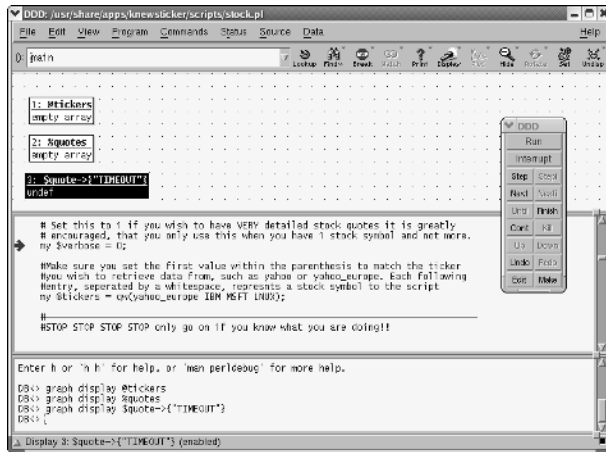 DDD: /usr/share/apps/knewsticker/scripts/stock.pl
File Edit View Program Commands Status Source Data Help
(): main
Lookup Find» Break Watch Print Display Hide Rotate Set Undisp
1: @tickers
empty array
2: %quotes
empty array
3: $quote->{"TIMEOUT"}
undef
DDD
Run
Interrupt
Step Stepi
Next Nexti
Until Finish
Cont Kill
Up Down
Undo Redo
Edit Make
# Set this to 1 if you wish to have VERY detailed stock quotes it is greatly
# encouraged, that you only use this when you have 1 stock symbol and not more.
my $verbose = 0;
#Make sure you set the first value within the parenthesis to match the ticker
#you wish to retrieve data from, such as yahoo or yahoo_europe. Each following
#entry, seperated by a whitespace, represnts a stock symbol to the script
my @tickers = qw(yahoo_europe IBM MSFT LNUX);
#
#STOP STOP STOP STOP only go on if you know what you are doing!!
Enter h or `h h' for help, or `man perldebug' for more help.
DB<> graph display @tickers
DB<> graph display %quotes
DB<> graph display $quote->{"TIMEOUT"}
DB<>
Display 3: $quote->{"TIMEOUT"} (enabled)